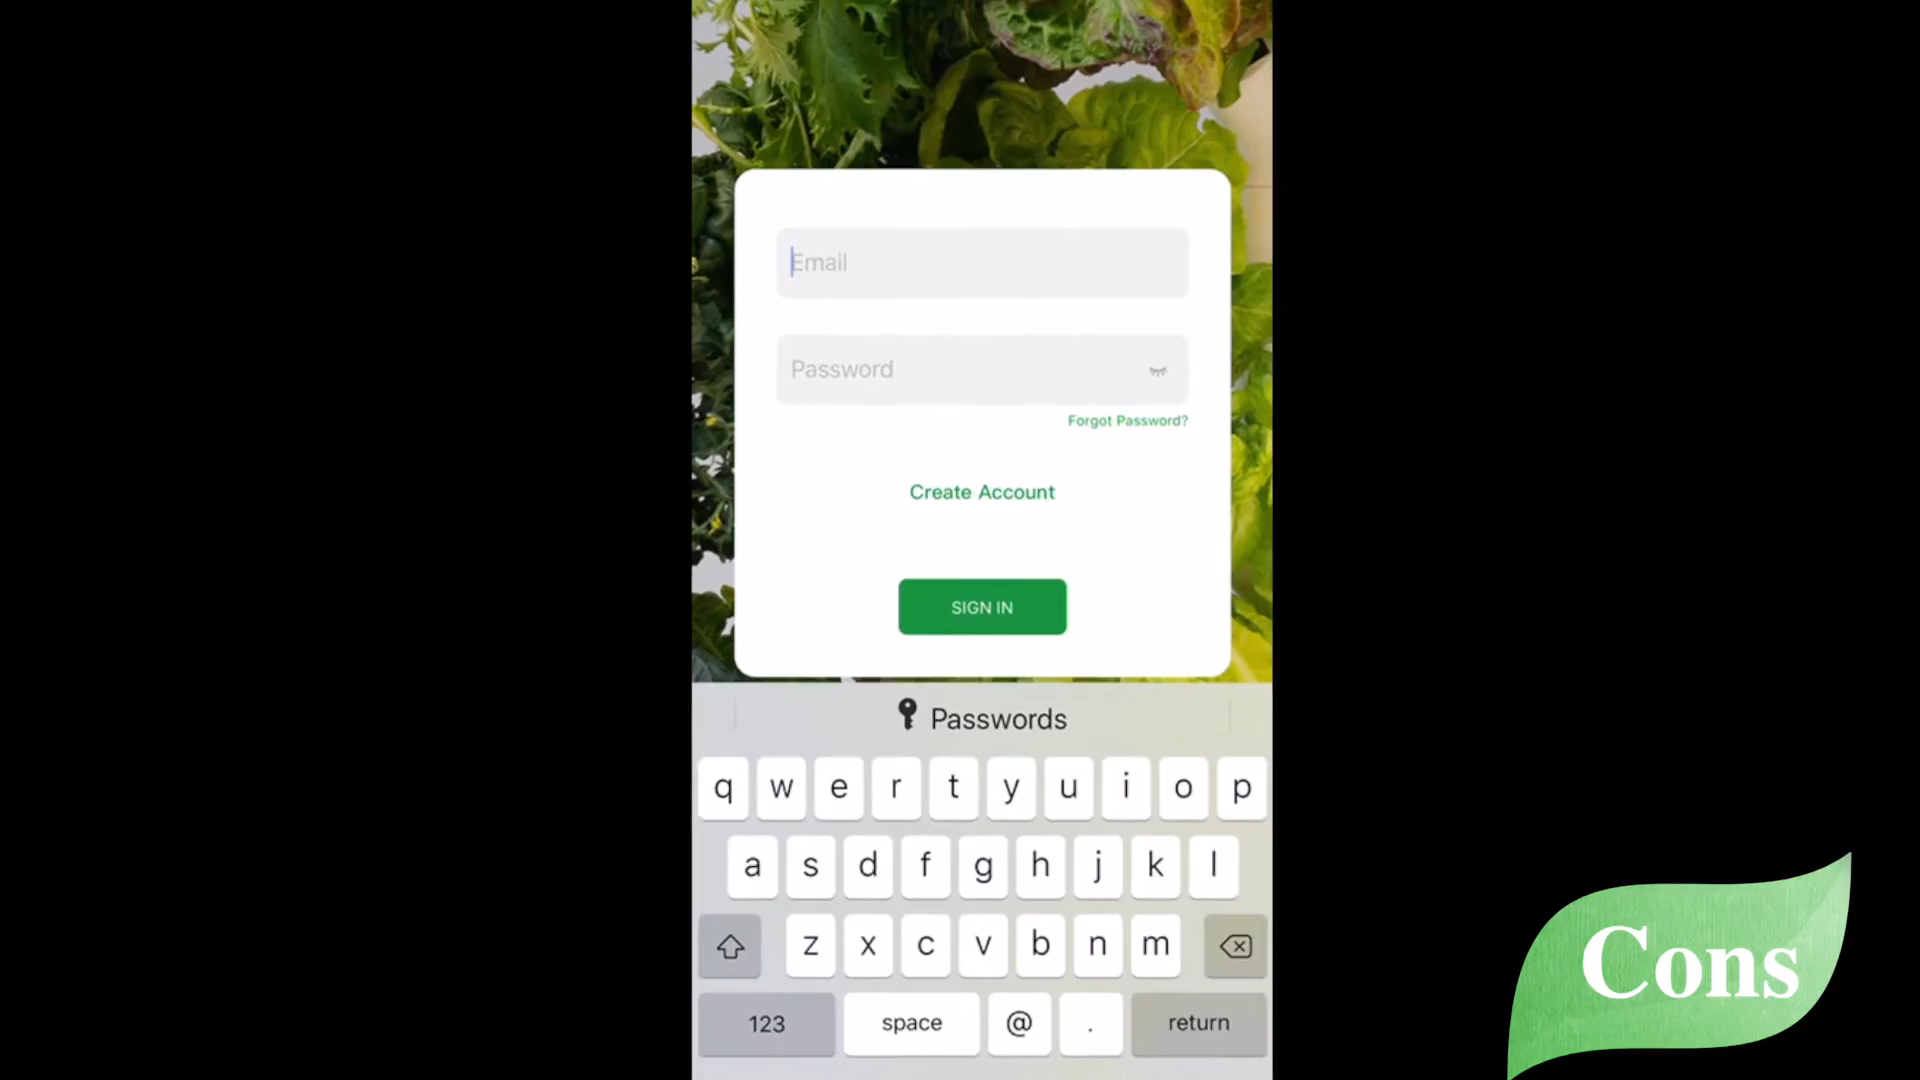 Email
Password
Forgot Password?
Create Account
SIGN IN
Passwords
q w e r t y u i o p
a s d f g h j k l
z x c v b n m
123 space @ . return
Cons